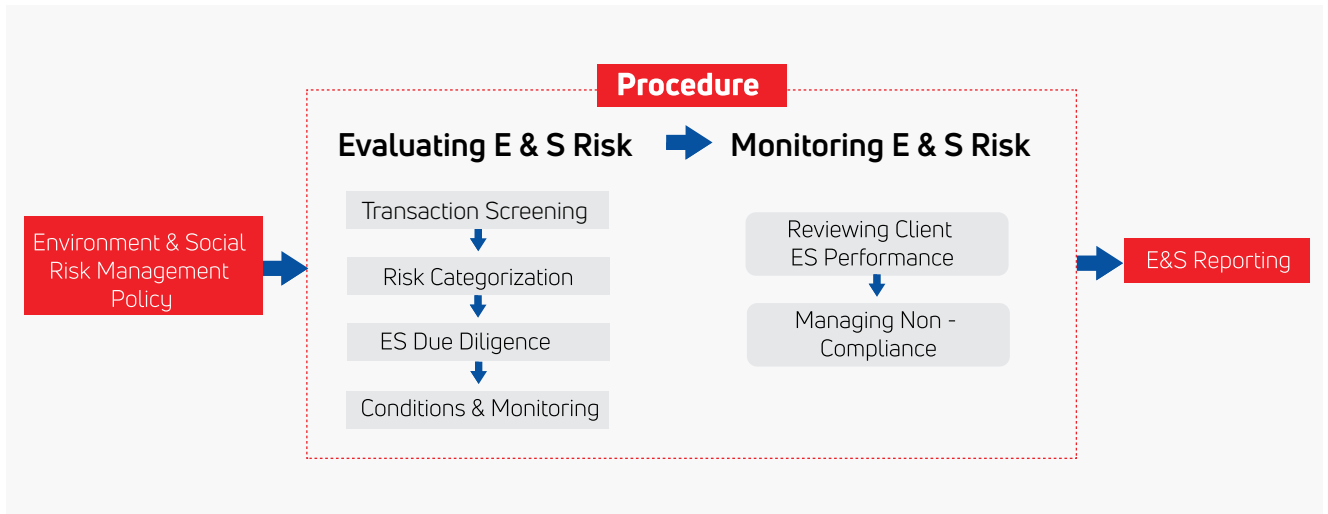 Procedure
Evaluating E & S Risk
Monitoring E & S Risk
Environment & Social
Risk Management
Policy
Transaction Screening
Risk Categorization
ES Due Diligence
Conditions & Monitoring
Reviewing Client
ES Performance
Managing Non -
Compliance
E&S Reporting